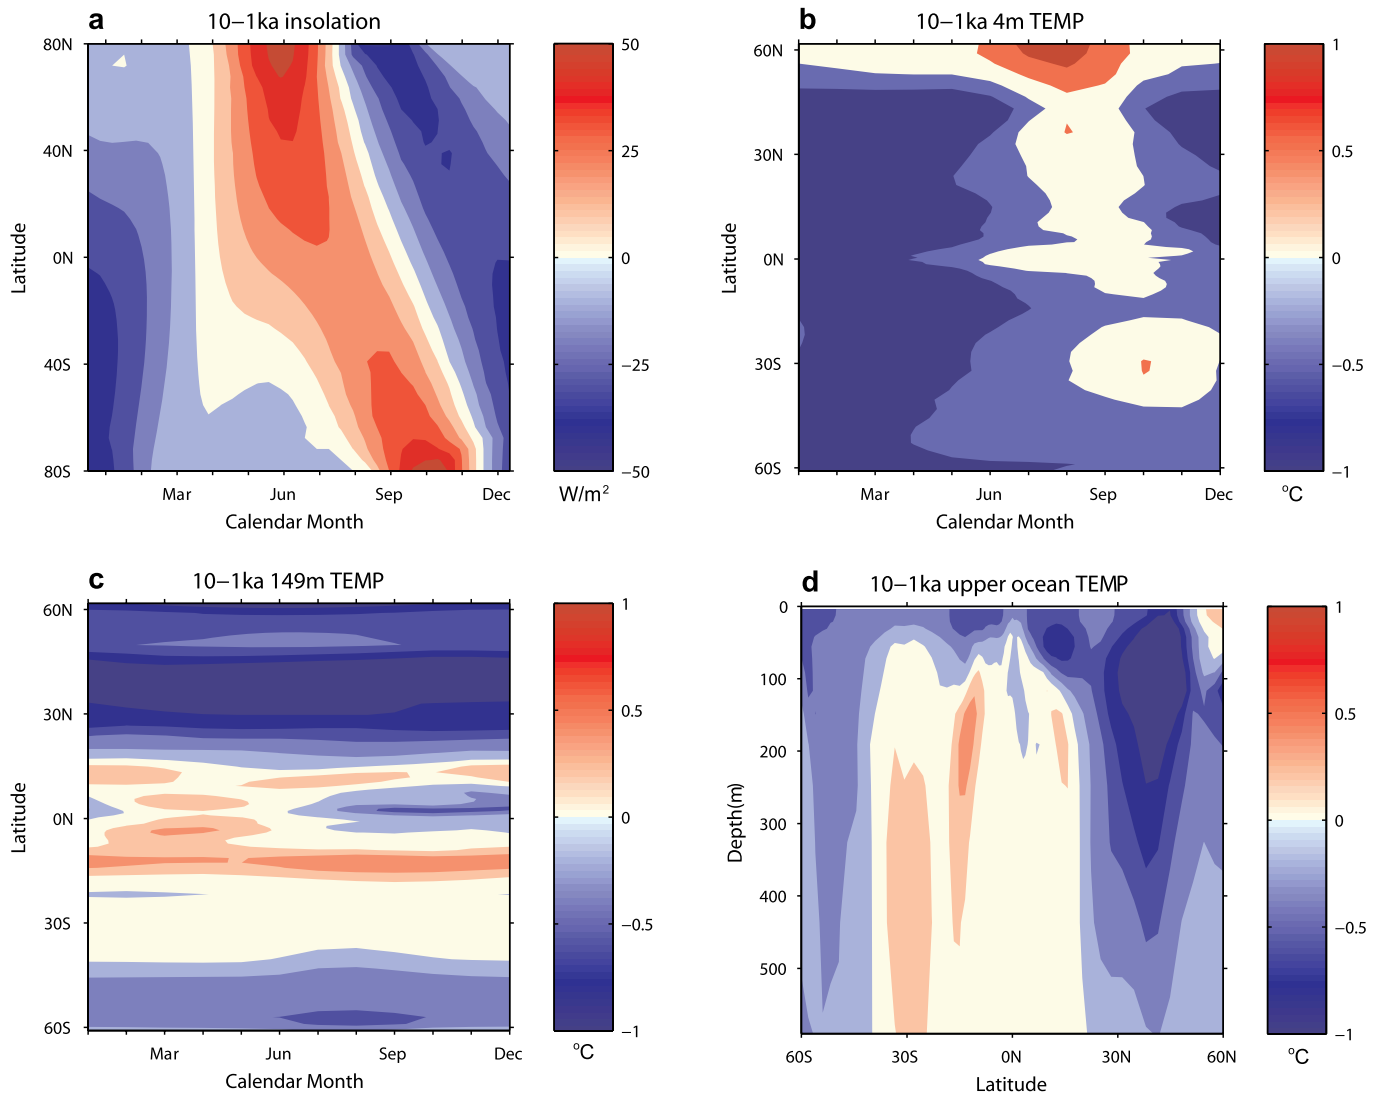 a 10−1ka insolation
80N
40N
0N
40S
80S
Latitude
Mar Jun Sep Dec
Calendar Month
50
25
0
−25
−50
W/m²
b 10−1ka 4m TEMP
60N
30N
0N
30S
60S
Latitude
Mar Jun Sep Dec
Calendar Month
1
0.5
0
−0.5
−1
°C
c 10−1ka 149m TEMP
60N
30N
0N
30S
60S
Latitude
Mar Jun Sep Dec
Calendar Month
1
0.5
0
−0.5
−1
°C
d 10−1ka upper ocean TEMP
0
100
200
300
400
500
Depth(m)
60S 30S 0N 30N 60N
Latitude
1
0.5
0
−0.5
−1
°C